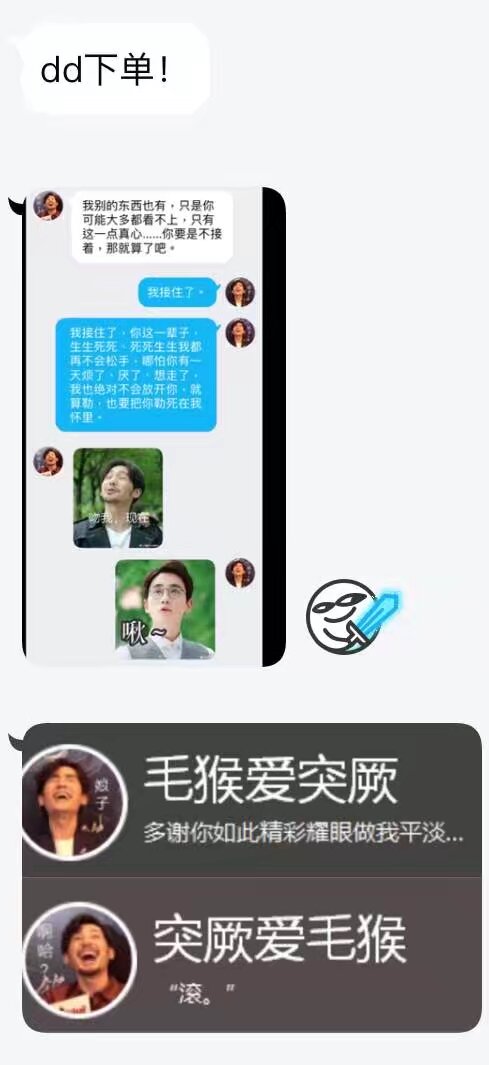 dd下单！
我别的东西也有，只是你
可能大多都看不上，只有
这一点真心……你要是不接
着，那就算了吧。
我接住了。
我接住了，你这一辈子，
生生死死、死死生生我都
再不会松手，哪怕你有一
天烦了、厌了，想走了，
我也绝对不会放开你、就
算勒，也要把你勒死在我
怀里。
吻我，现在
啾～
娘子
毛猴爱突厥
多谢你如此精彩耀眼做我平淡...
啊哈？
突厥爱毛猴
“滚。”